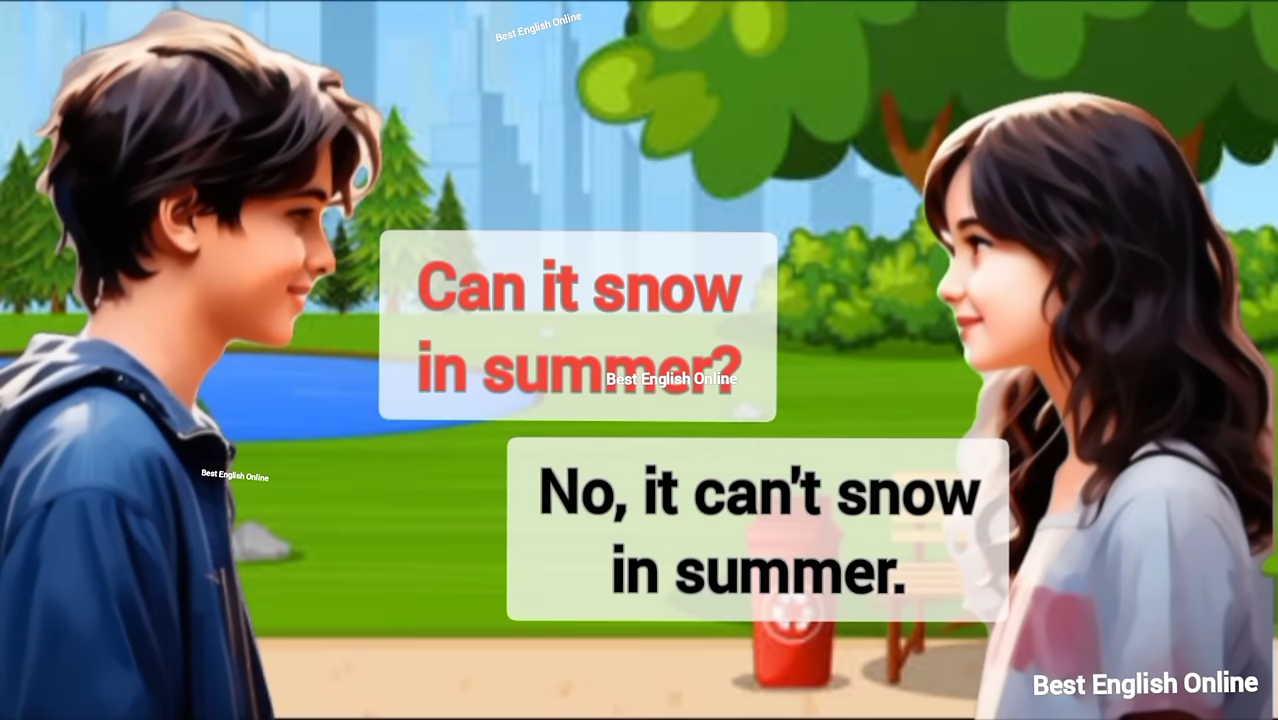 Best English Online
Can it snow
in summer?
Best English Online
Best English Online
No, it can't snow
in summer.
Best English Online